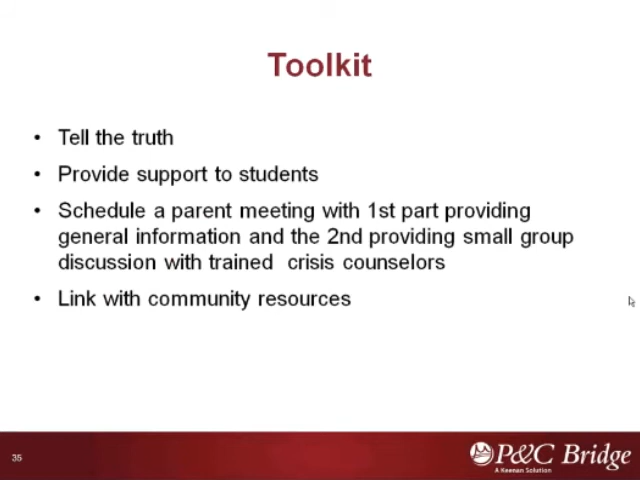 Toolkit
• Tell the truth
• Provide support to students
• Schedule a parent meeting with 1st part providing
general information and the 2nd providing small group
discussion with trained  crisis counselors
• Link with community resources
35
P&C Bridge
A Keenan Solution